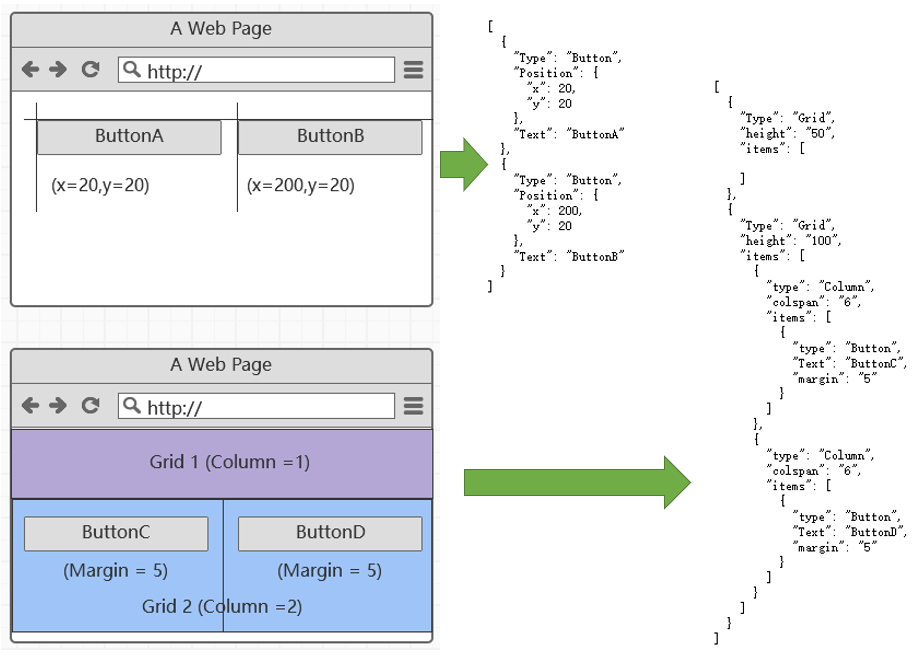 A Web Page
http://
ButtonA
ButtonB
(x=20,y=20)
(x=200,y=20)
[
  {
    "Type": "Button",
    "Position": {
      "x": 20,
      "y": 20
    },
    "Text": "ButtonA"
  },
  {
    "Type": "Button",
    "Position": {
      "x": 200,
      "y": 20
    },
    "Text": "ButtonB"
  }
]
A Web Page
http://
Grid 1 (Column =1)
ButtonC
ButtonD
(Margin = 5)
(Margin = 5)
Grid 2 (Column =2)
[
  {
    "Type": "Grid",
    "height": "50",
    "items": [
    ]
  },
  {
    "Type": "Grid",
    "height": "100",
    "items": [
      {
        "type": "Column",
        "colspan": "6",
        "items": [
          {
            "type": "Button",
            "Text": "ButtonC",
            "margin": "5"
          }
        ]
      },
      {
        "type": "Column",
        "colspan": "6",
        "items": [
          {
            "type": "Button",
            "Text": "ButtonD",
            "margin": "5"
          }
        ]
      }
    ]
  }
]